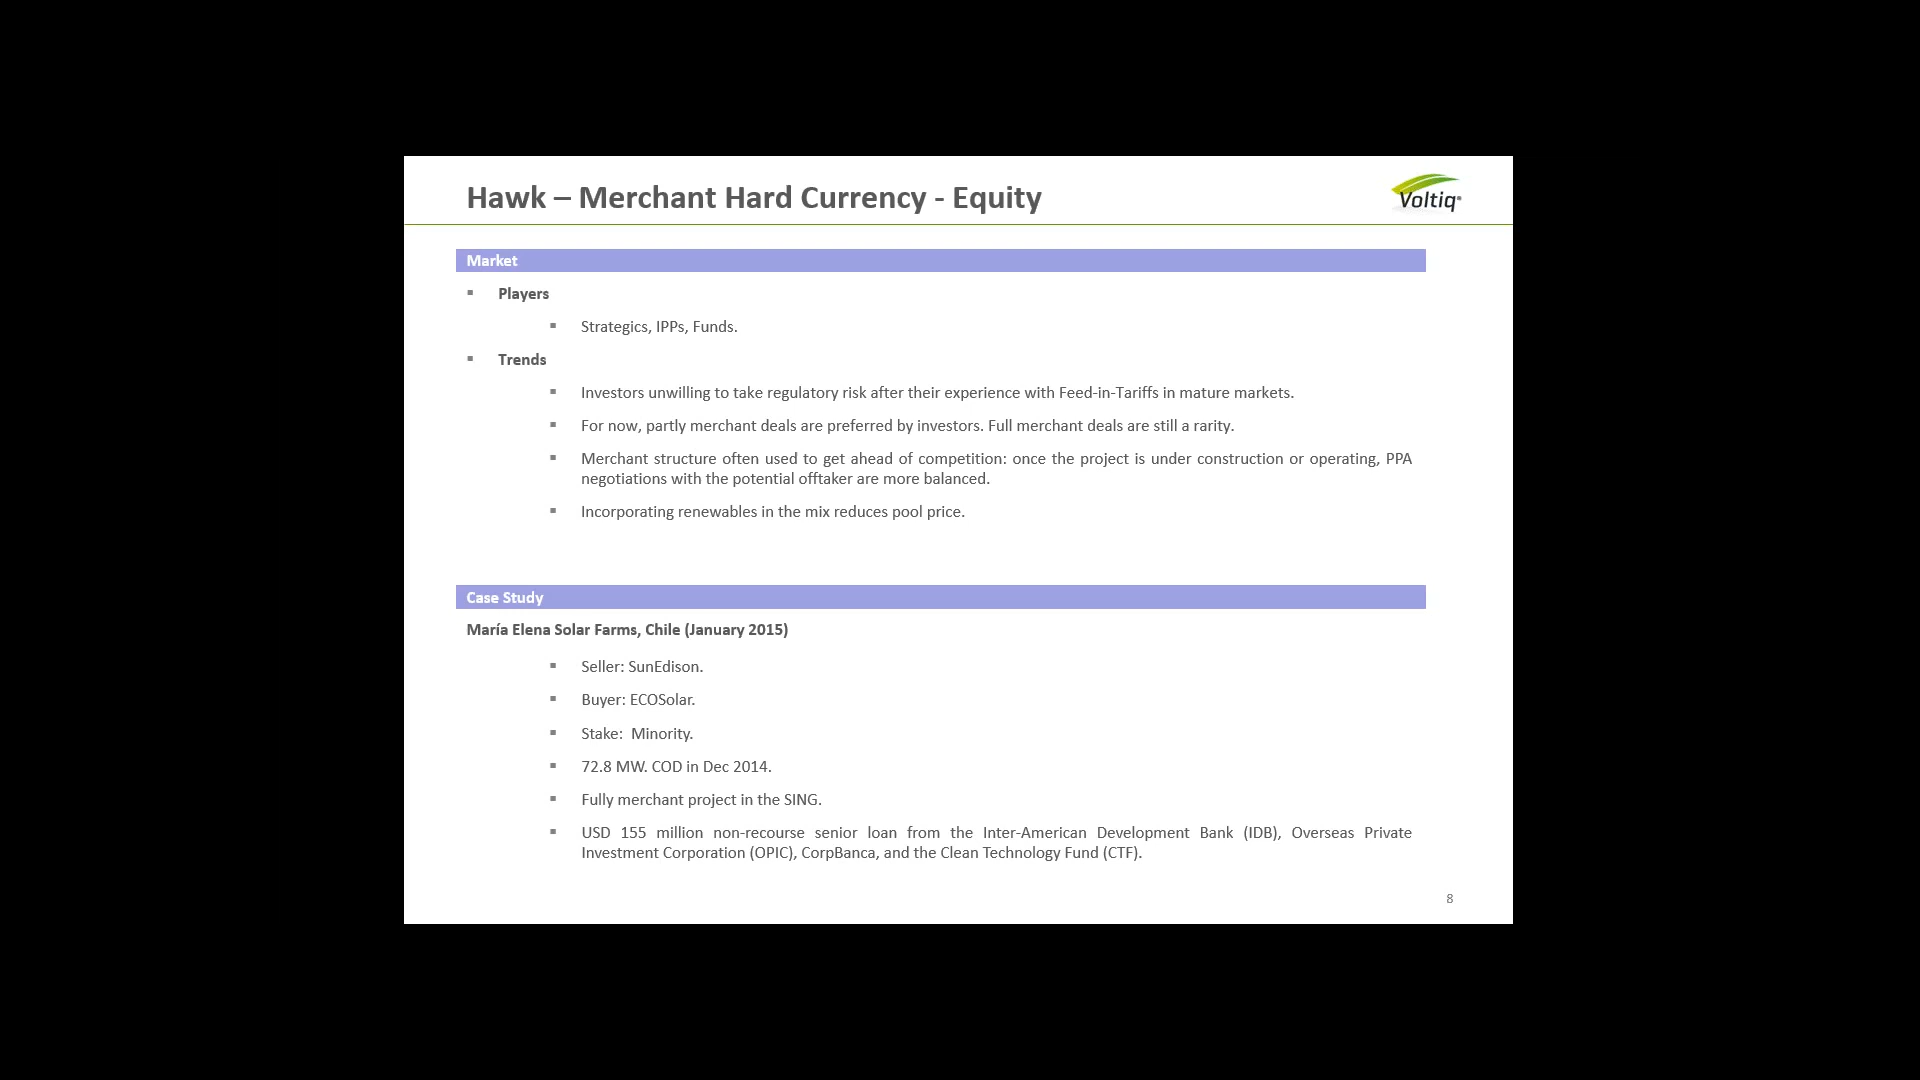 Hawk – Merchant Hard Currency - Equity
Voltiq®
Market
▪ Players
▪ Strategics, IPPs, Funds.
▪ Trends
▪ Investors unwilling to take regulatory risk after their experience with Feed-in-Tariffs in mature markets.
▪ For now, partly merchant deals are preferred by investors. Full merchant deals are still a rarity.
▪ Merchant structure often used to get ahead of competition: once the project is under construction or operating, PPA
negotiations with the potential offtaker are more balanced.
▪ Incorporating renewables in the mix reduces pool price.
Case Study
María Elena Solar Farms, Chile (January 2015)
▪ Seller: SunEdison.
▪ Buyer: ECOSolar.
▪ Stake:  Minority.
▪ 72.8 MW. COD in Dec 2014.
▪ Fully merchant project in the SING.
▪ USD 155 million non-recourse senior loan from the Inter-American Development Bank (IDB), Overseas Private
Investment Corporation (OPIC), CorpBanca, and the Clean Technology Fund (CTF).
8